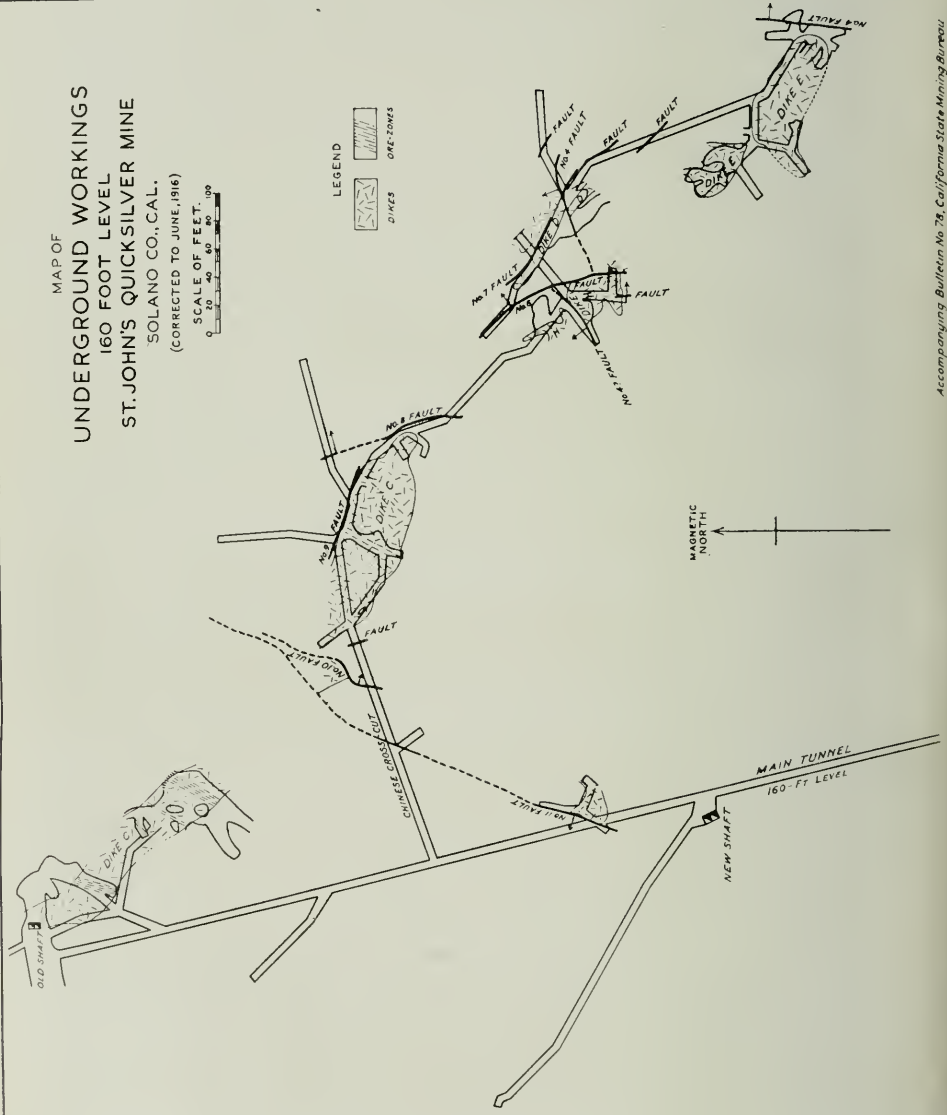 MAP OF
UNDERGROUND WORKINGS
160 FOOT LEVEL
ST. JOHN'S QUICKSILVER MINE
SOLANO CO., CAL.
(CORRECTED TO JUNE, 1916)
SCALE OF FEET.
0 20 40 60 80 100
LEGEND
DIKES
ORE-ZONES
OLD SHAFT
DIKE C
No.10 FAULT
FAULT
CHINESE CROSS-CUT
No.11 FAULT
MAIN TUNNEL
160-FT LEVEL
NEW SHAFT
No.9 FAULT
DIKE C
No.8 FAULT
No.7 FAULT
DIKE D
FAULT
No.4 FAULT
FAULT
FAULT
No.6
FAULT
DIKE
FAULT
No.4? FAULT
DIKE E
DIKE E
No.4 FAULT
MAGNETIC
NORTH
Accompanying Bulletin No 78, California State Mining Bureau